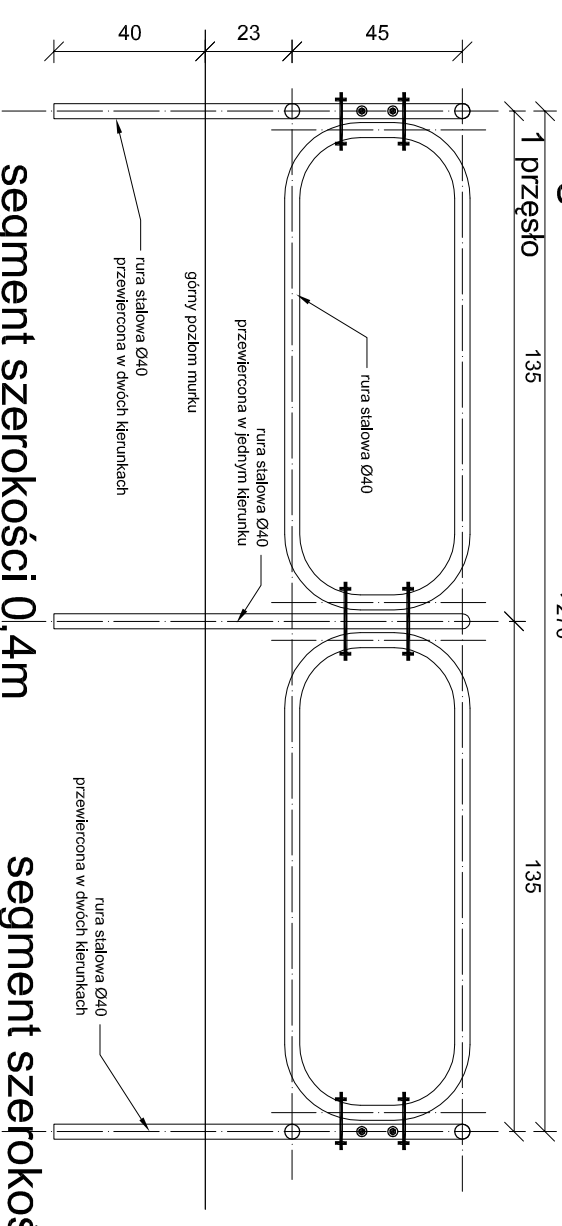 1 przęsło
135
135
45
rura stalowa Ø40
23
rura stalowa Ø40
przewiercona w jednym kierunku
górny poziom murku
40
rura stalowa Ø40
przewiercona w dwóch kierunkach
rura stalowa Ø40
przewiercona w dwóch kierunkach
segment szerokości 0,4m
segment szerokoś